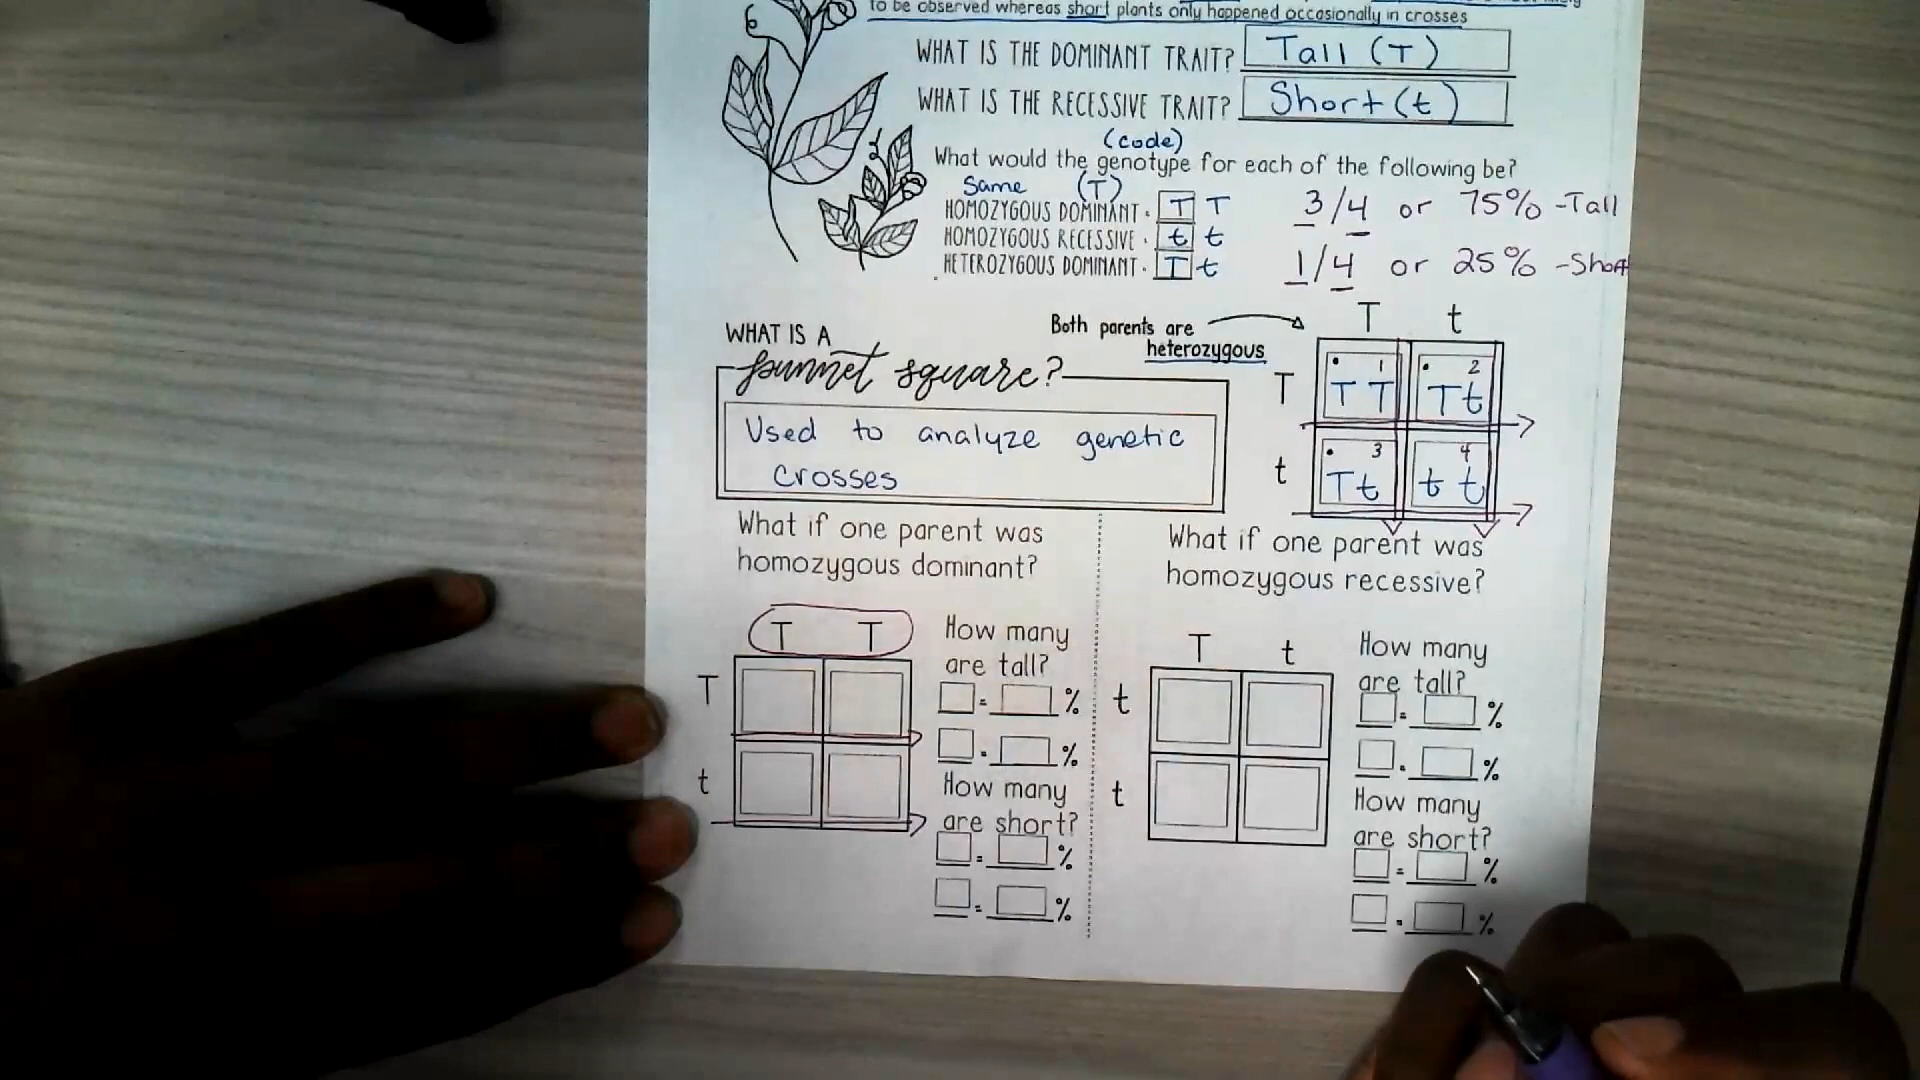 to be observed whereas short plants only happened occasionally in crosses
WHAT IS THE DOMINANT TRAIT? Tall (T)
WHAT IS THE RECESSIVE TRAIT? Short (t)
(code)
What would the genotype for each of the following be?
Same (T)
HOMOZYGOUS DOMINANT - T T
HOMOZYGOUS RECESSIVE - t t
HETEROZYGOUS DOMINANT - T t
3/4 or 75% -Tall
1/4 or 25% -Short
Both parents are
heterozygous
T t
T
1
T T
2
Tt
t
3
Tt
4
t t
WHAT IS A
punnet square?
Used to analyze genetic
crosses
What if one parent was
homozygous dominant?
T T
T
t
How many
are tall?
= %
= %
How many
are short?
= %
= %
What if one parent was
homozygous recessive?
T t
t
t
How many
are tall?
= %
= %
How many
are short?
= %
= %